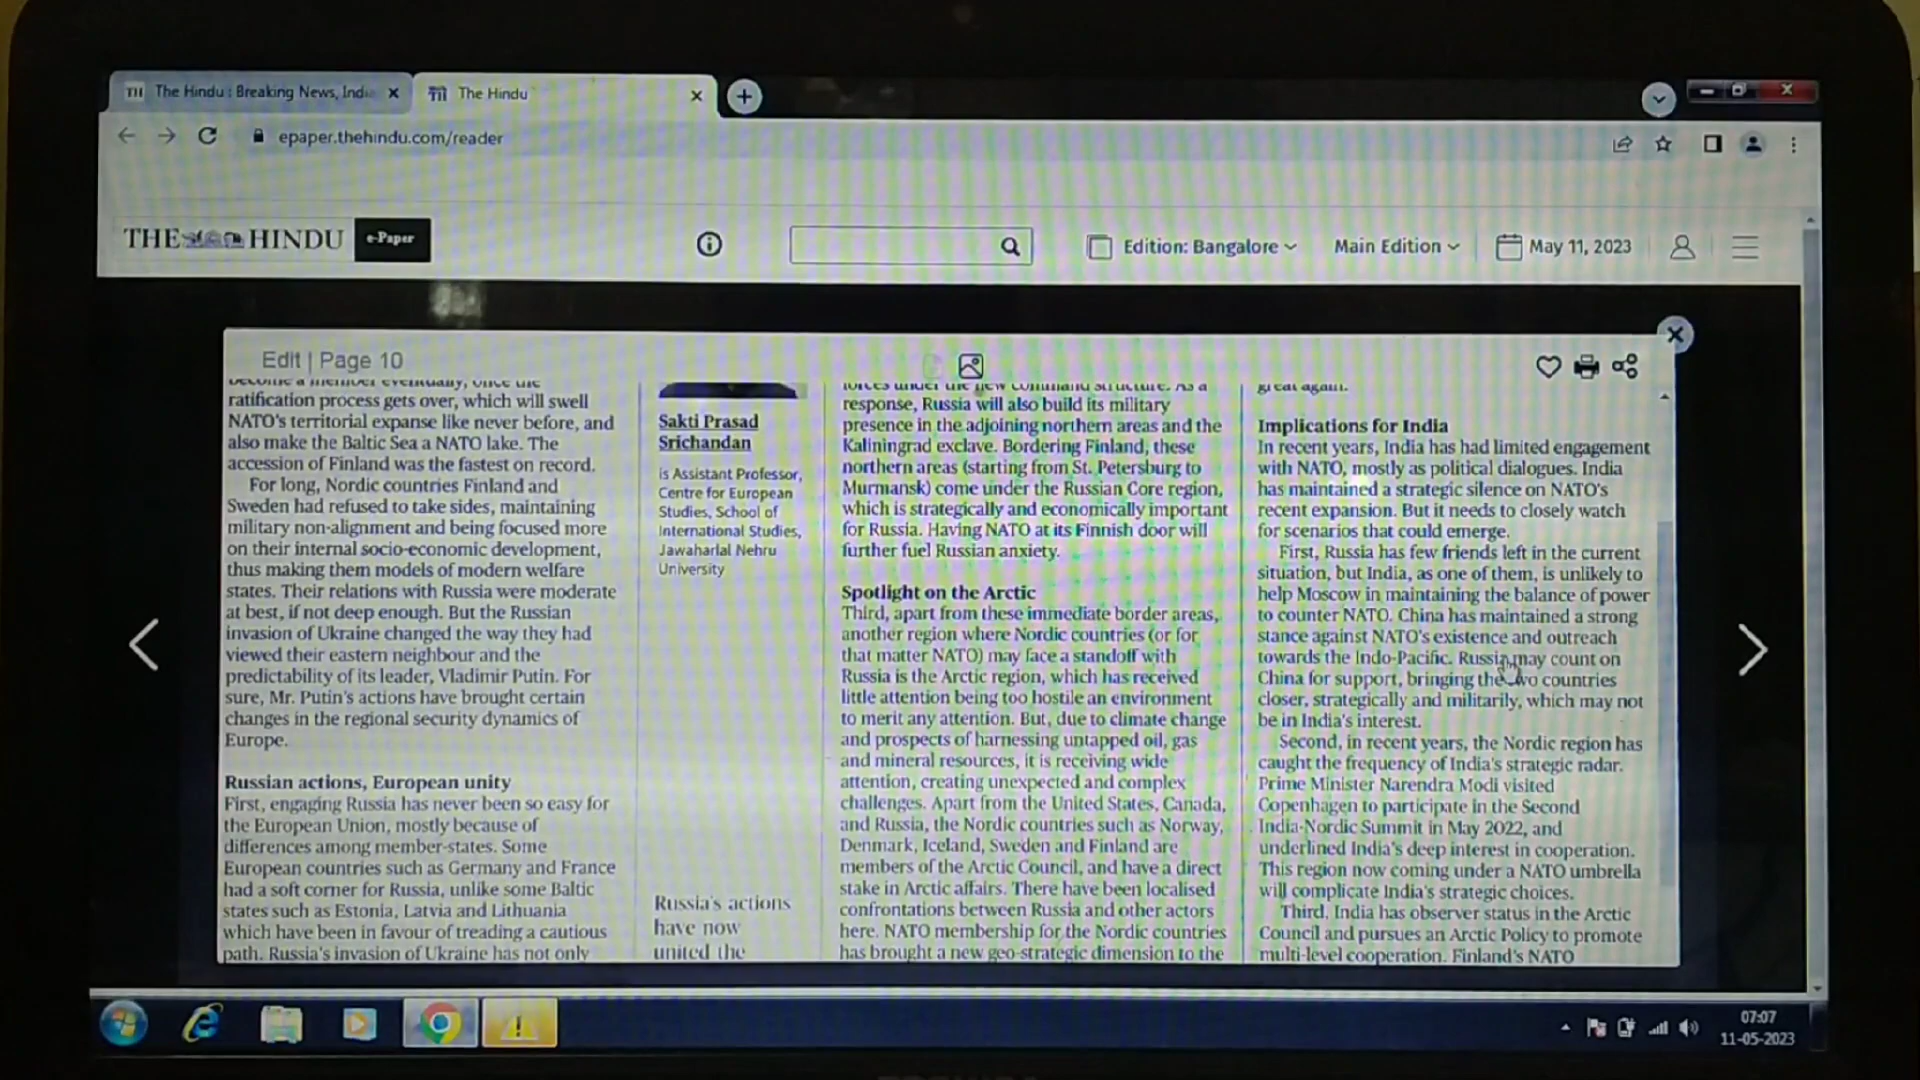 The Hindu : Breaking News, India
The Hindu
epaper.thehindu.com/reader
THE HINDU
e-Paper
Edition: Bangalore
Main Edition
May 11, 2023
Edit | Page 10
become a member eventually, once the
ratification process gets over, which will swell
NATO's territorial expanse like never before, and
also make the Baltic Sea a NATO lake. The
accession of Finland was the fastest on record.
For long, Nordic countries Finland and
Sweden had refused to take sides, maintaining
military non-alignment and being focused more
on their internal socio-economic development,
thus making them models of modern welfare
states. Their relations with Russia were moderate
at best, if not deep enough. But the Russian
invasion of Ukraine changed the way they had
viewed their eastern neighbour and the
predictability of its leader, Vladimir Putin. For
sure, Mr. Putin's actions have brought certain
changes in the regional security dynamics of
Europe.
Russian actions, European unity
First, engaging Russia has never been so easy for
the European Union, mostly because of
differences among member-states. Some
European countries such as Germany and France
had a soft corner for Russia, unlike some Baltic
states such as Estonia, Latvia and Lithuania
which have been in favour of treading a cautious
path. Russia's invasion of Ukraine has not only
Sakti Prasad
Srichandan
is Assistant Professor,
Centre for European
Studies, School of
International Studies,
Jawaharlal Nehru
University
Russia's actions
have now
united the
forces under the new command structure. As a
response, Russia will also build its military
presence in the adjoining northern areas and the
Kaliningrad exclave. Bordering Finland, these
northern areas (starting from St. Petersburg to
Murmansk) come under the Russian Core region,
which is strategically and economically important
for Russia. Having NATO at its Finnish door will
further fuel Russian anxiety.
Spotlight on the Arctic
Third, apart from these immediate border areas,
another region where Nordic countries (or for
that matter NATO) may face a standoff with
Russia is the Arctic region, which has received
little attention being too hostile an environment
to merit any attention. But, due to climate change
and prospects of harnessing untapped oil, gas
and mineral resources, it is receiving wide
attention, creating unexpected and complex
challenges. Apart from the United States, Canada,
and Russia, the Nordic countries such as Norway,
Denmark, Iceland, Sweden and Finland are
members of the Arctic Council, and have a direct
stake in Arctic affairs. There have been localised
confrontations between Russia and other actors
here. NATO membership for the Nordic countries
has brought a new geo-strategic dimension to the
great again.
Implications for India
In recent years, India has had limited engagement
with NATO, mostly as political dialogues. India
has maintained a strategic silence on NATO's
recent expansion. But it needs to closely watch
for scenarios that could emerge.
First, Russia has few friends left in the current
situation, but India, as one of them, is unlikely to
help Moscow in maintaining the balance of power
to counter NATO. China has maintained a strong
stance against NATO's existence and outreach
towards the Indo-Pacific. Russia may count on
China for support, bringing the two countries
closer, strategically and militarily, which may not
be in India's interest.
Second, in recent years, the Nordic region has
caught the frequency of India's strategic radar.
Prime Minister Narendra Modi visited
Copenhagen to participate in the Second
India-Nordic Summit in May 2022, and
underlined India's deep interest in cooperation.
This region now coming under a NATO umbrella
will complicate India's strategic choices.
Third, India has observer status in the Arctic
Council and pursues an Arctic Policy to promote
multi-level cooperation. Finland's NATO
07:07
11-05-2023